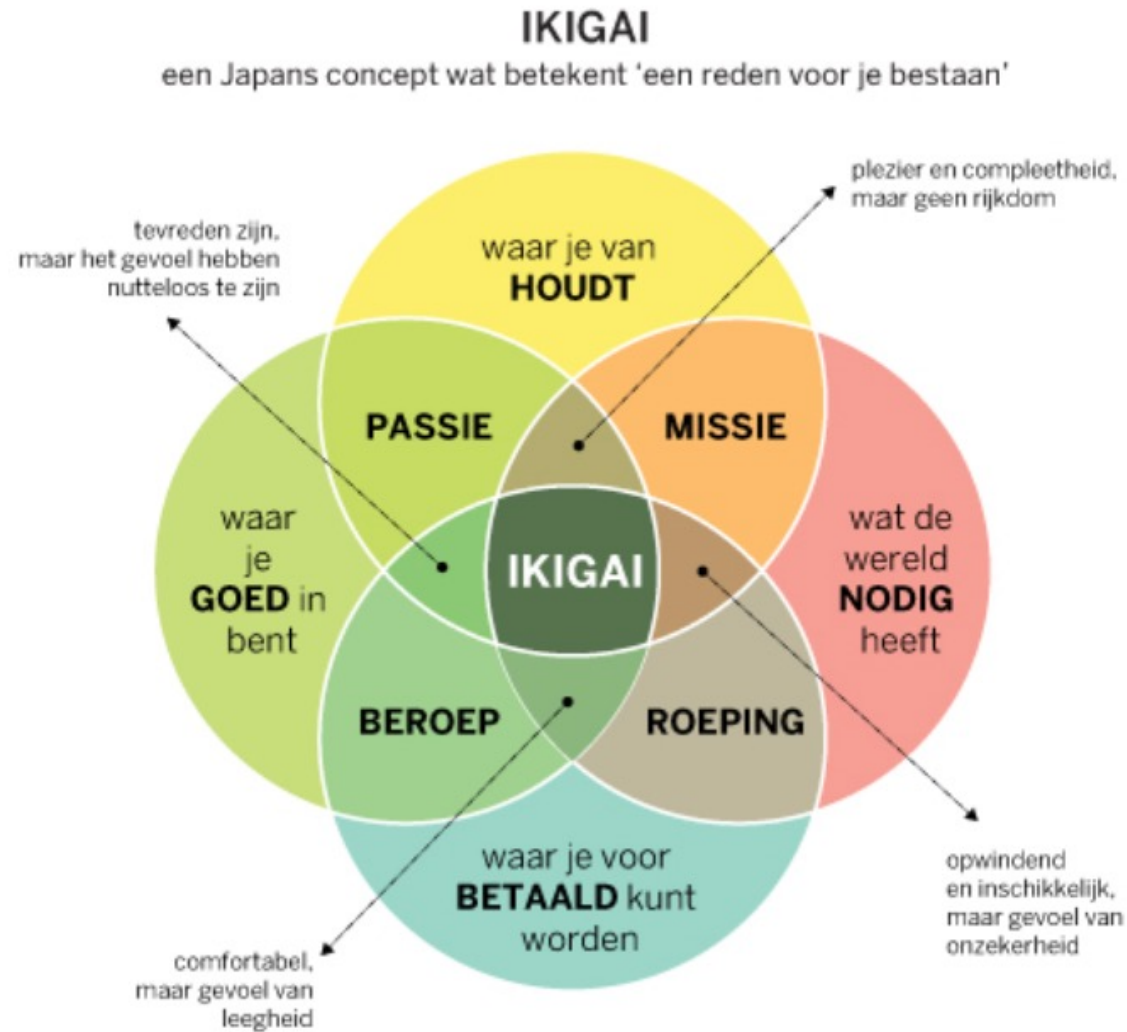 IKIGAI
een Japans concept wat betekent ‘een reden voor je bestaan’
plezier en compleetheid,
maar geen rijkdom
tevreden zijn,
maar het gevoel hebben
nutteloos te zijn
waar je van
HOUDT
PASSIE
MISSIE
waar
je
GOED in
bent
IKIGAI
wat de
wereld
NODIG
heeft
BEROEP
ROEPING
waar je voor
BETAALD kunt
worden
opwindend
en inschikkelijk,
maar gevoel van
onzekerheid
comfortabel,
maar gevoel van
leegheid